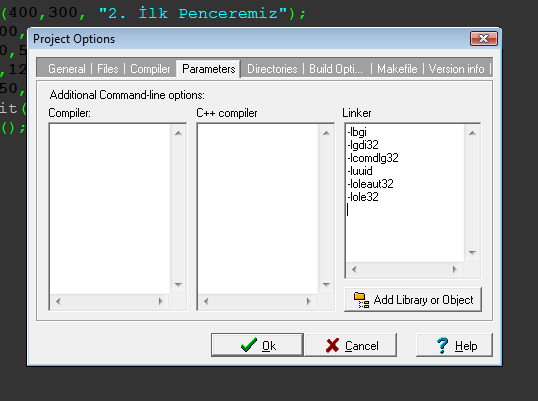 (400,300, "2. İlk Penceremiz");
00,
0,5
,12
50,
it(
();
Project Options
General
Files
Compiler
Parameters
Directories
Build Opti...
Makefile
Version info
Additional Command-line options:
Compiler:
C++ compiler
Linker
-lbgi
-lgdi32
-lcomdlg32
-luuid
-loleaut32
-lole32
Add Library or Object
Ok
Cancel
Help